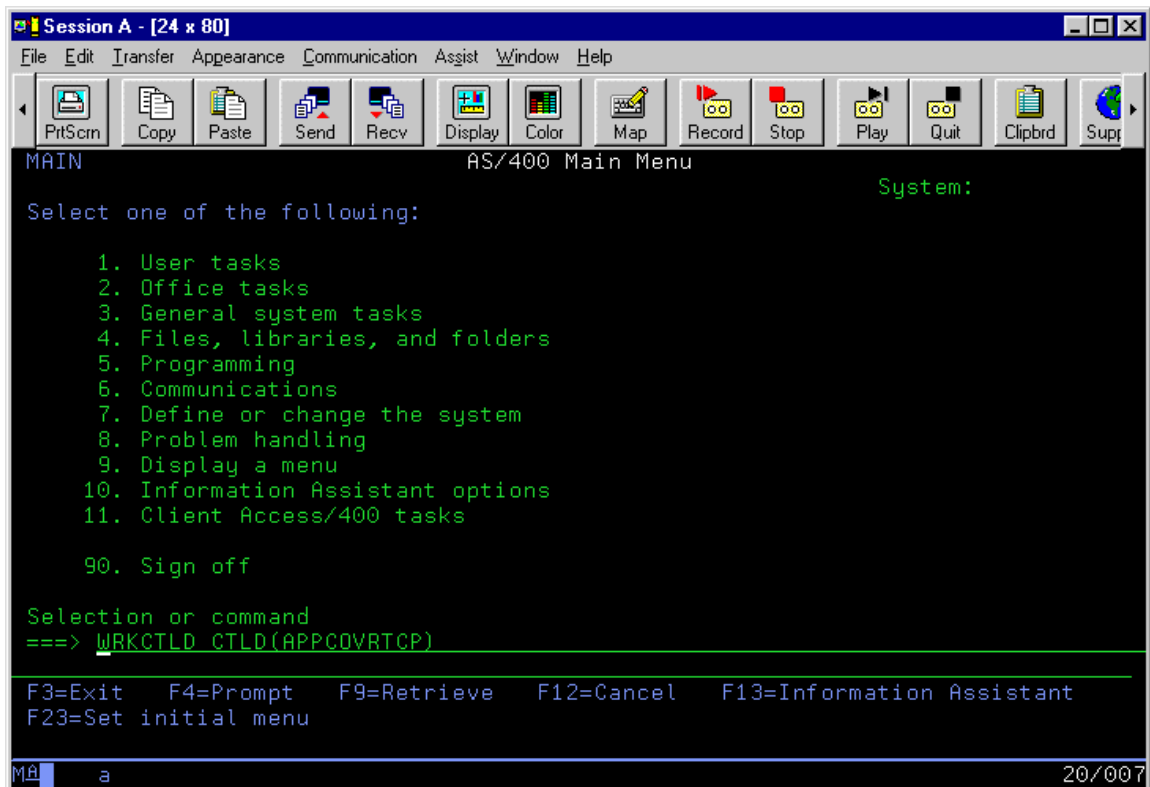 Session A - [24 x 80]
File Edit Transfer Appearance Communication Assist Window Help
PrtScrn Copy Paste Send Recv Display Color Map Record Stop Play Quit Clipbrd Supp
MAIN AS/400 Main Menu
System:
Select one of the following:
1. User tasks
2. Office tasks
3. General system tasks
4. Files, libraries, and folders
5. Programming
6. Communications
7. Define or change the system
8. Problem handling
9. Display a menu
10. Information Assistant options
11. Client Access/400 tasks
90. Sign off
Selection or command
===> WRKCTLD CTLD(APPCOVRTCP)
F3=Exit F4=Prompt F9=Retrieve F12=Cancel F13=Information Assistant
F23=Set initial menu
MA a 20/007